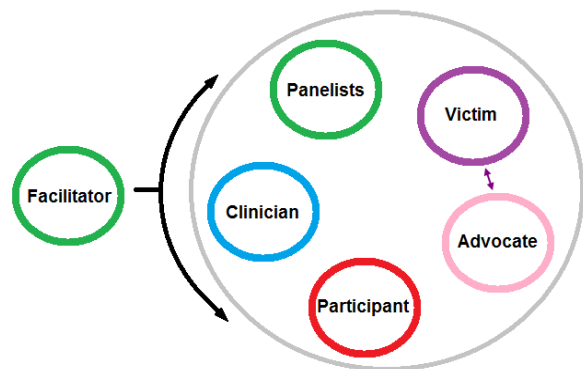 Panelists
Victim
Facilitator
Clinician
Advocate
Participant